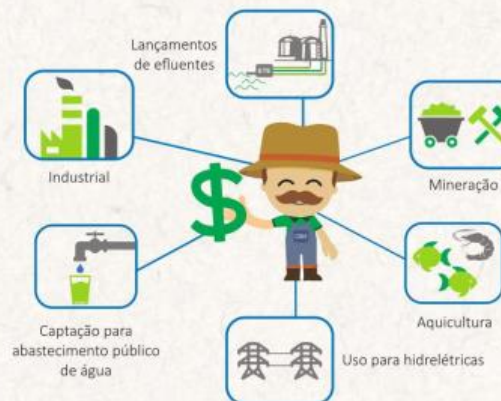 Lançamentos
de efluentes
Industrial
Mineração
Captação para
abastecimento público
de água
Aquicultura
Uso para hidrelétricas
$